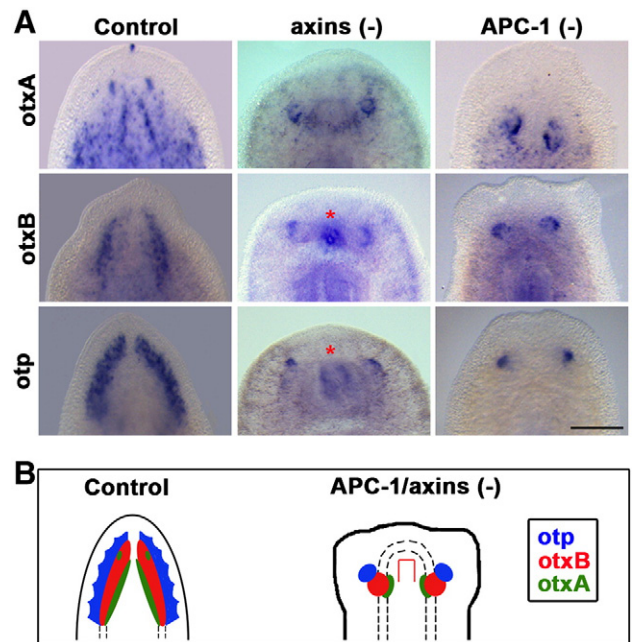 A
Control
axins (-)
APC-1 (-)
otxA
otxB
*
otp
*
B
Control
APC-1/axins (-)
otp
otxB
otxA